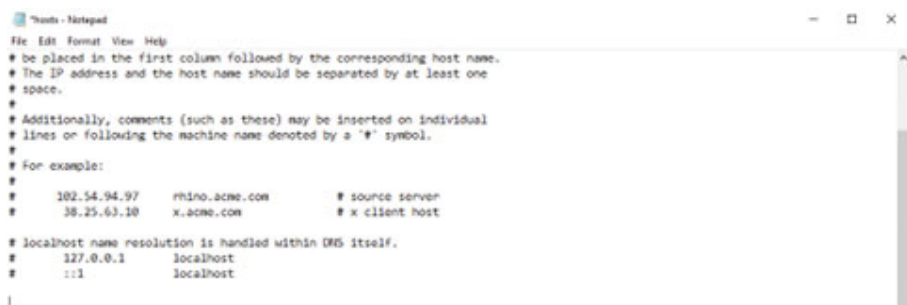 *hosts - Notepad
File Edit Format View Help
# be placed in the first column followed by the corresponding host name.
# The IP address and the host name should be separated by at least one
# space.
#
# Additionally, comments (such as these) may be inserted on individual
# lines or following the machine name denoted by a '#' symbol.
#
# For example:
#
# 102.54.94.97 rhino.acme.com # source server
# 38.25.63.10 x.acme.com # x client host
# localhost name resolution is handled within DNS itself.
# 127.0.0.1 localhost
# ::1 localhost